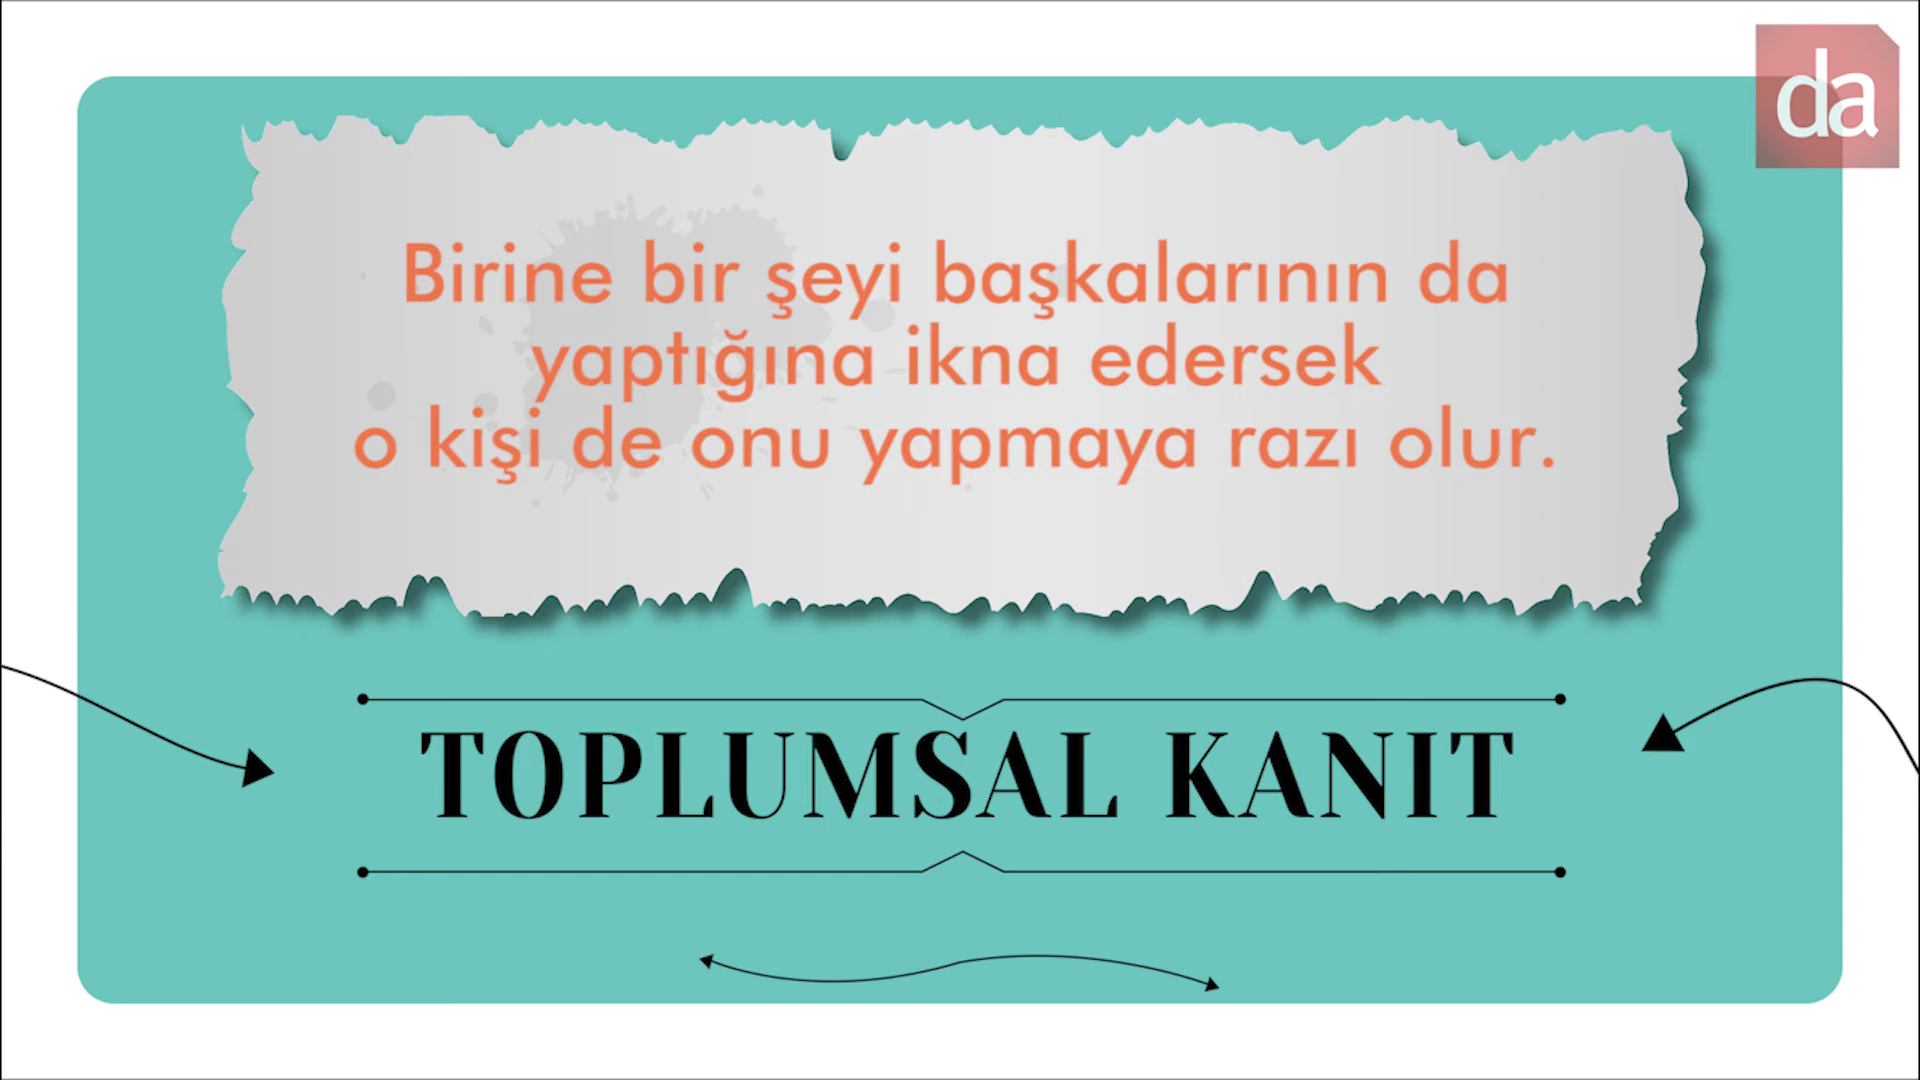 da
Birine bir şeyi başkalarının da
yaptığına ikna edersek
o kişi de onu yapmaya razı olur.
TOPLUMSAL KANIT